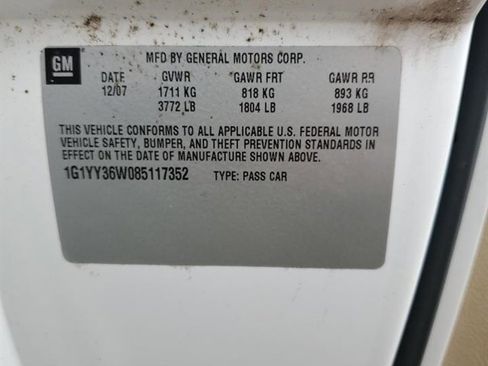 GM
MFD BY GENERAL MOTORS CORP.
DATE GVWR GAWR FRT GAWR RR
12/07 1711 KG 818 KG 893 KG
3772 LB 1804 LB 1968 LB
THIS VEHICLE CONFORMS TO ALL APPLICABLE U.S. FEDERAL MOTOR
VEHICLE SAFETY, BUMPER, AND THEFT PREVENTION STANDARDS IN
EFFECT ON THE DATE OF MANUFACTURE SHOWN ABOVE.
1G1YY36W085117352 TYPE: PASS CAR